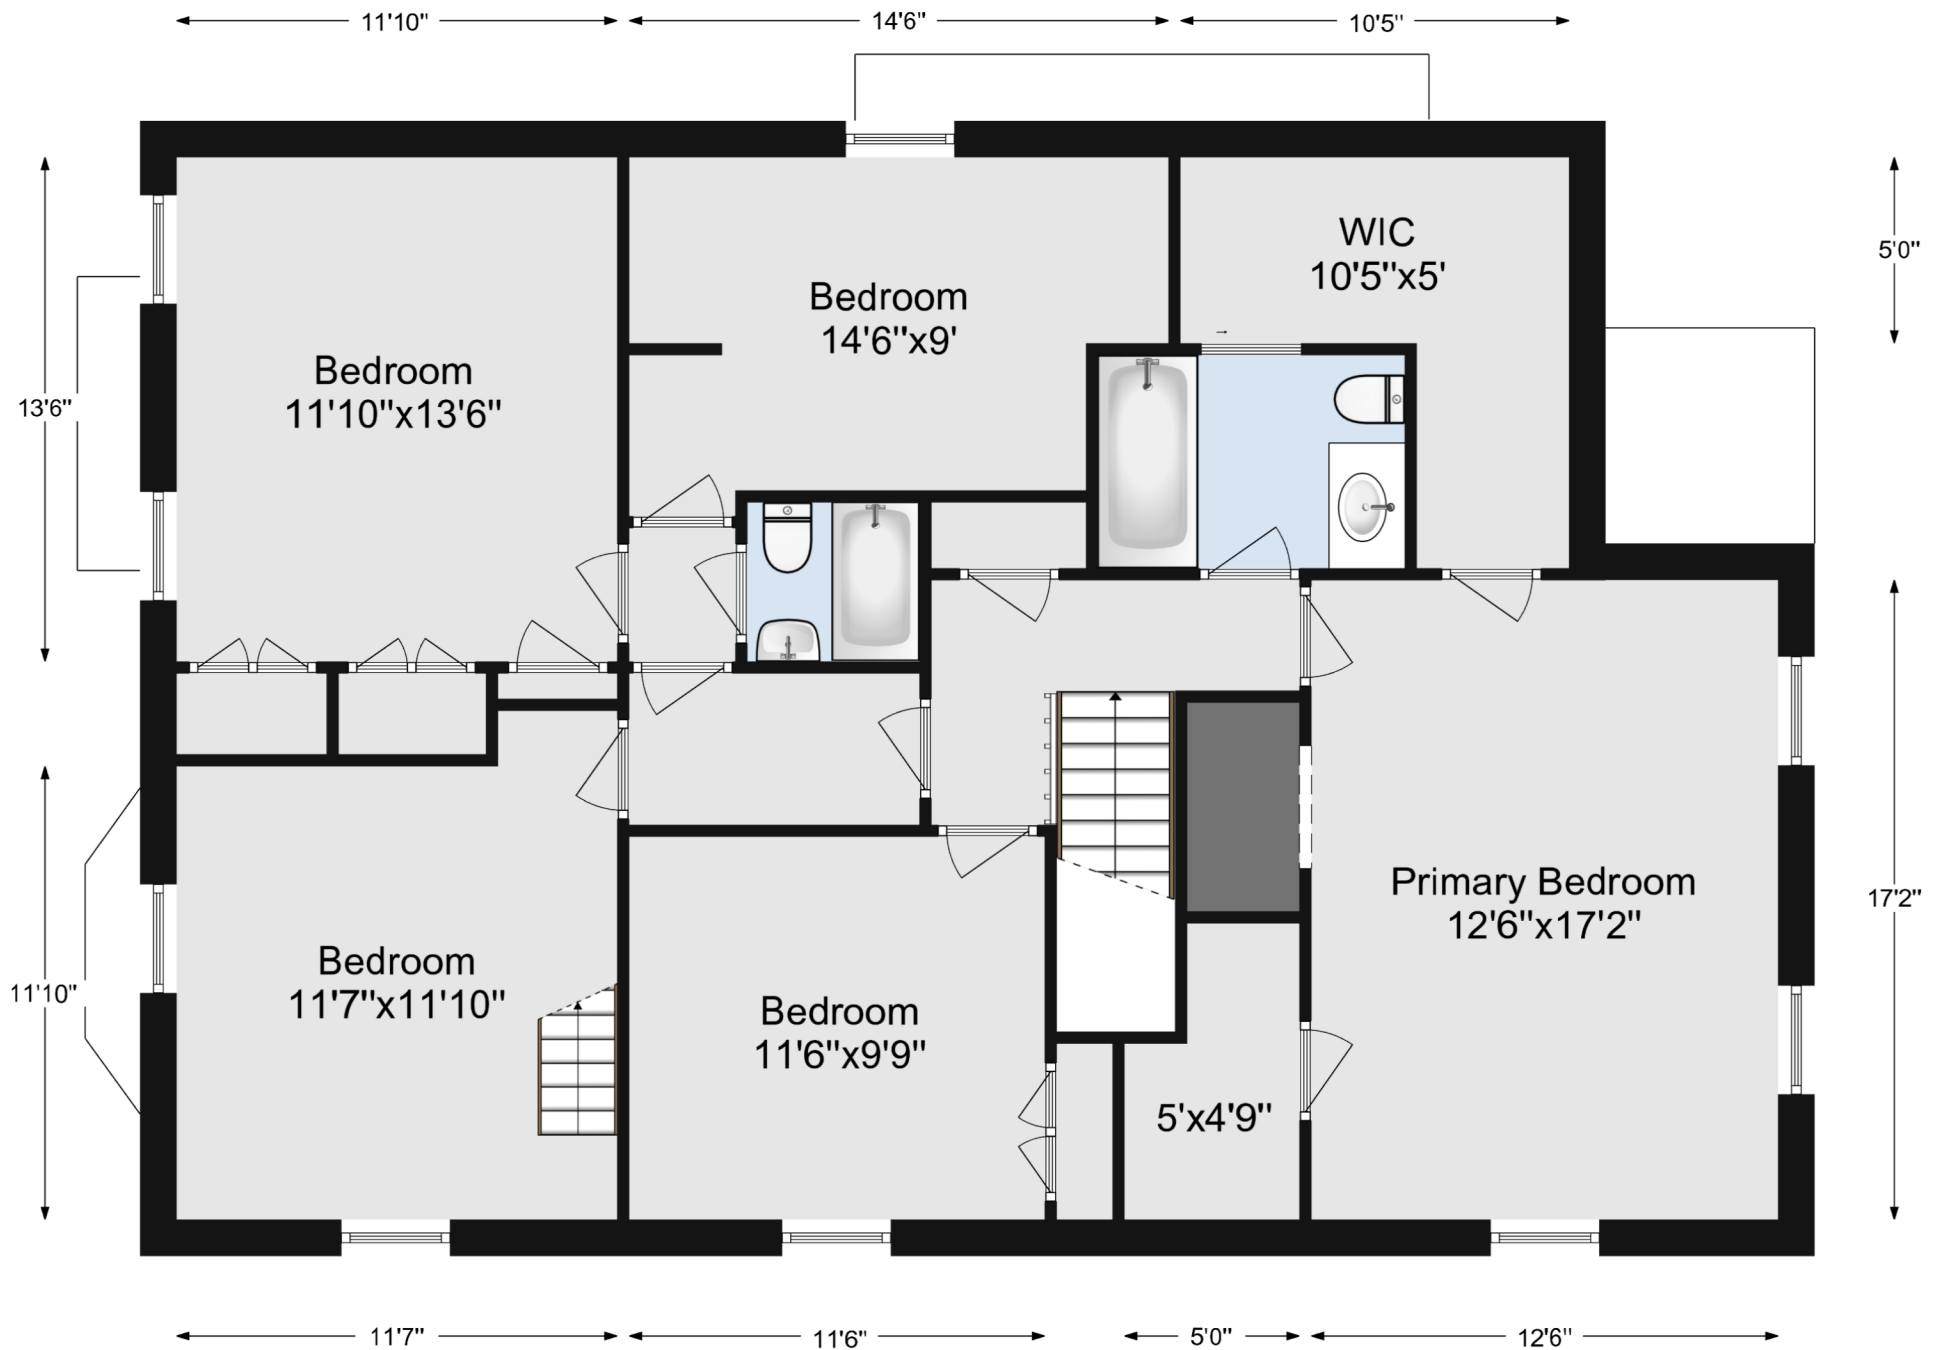 11'10"
14'6"
10'5"
WIC
10'5"x5'
5'0"
Bedroom
14'6"x9'
Bedroom
11'10"x13'6"
13'6"
Primary Bedroom
12'6"x17'2"
17'2"
Bedroom
11'7"x11'10"
11'10"
Bedroom
11'6"x9'9"
5'x4'9"
11'7"
11'6"
5'0"
12'6"